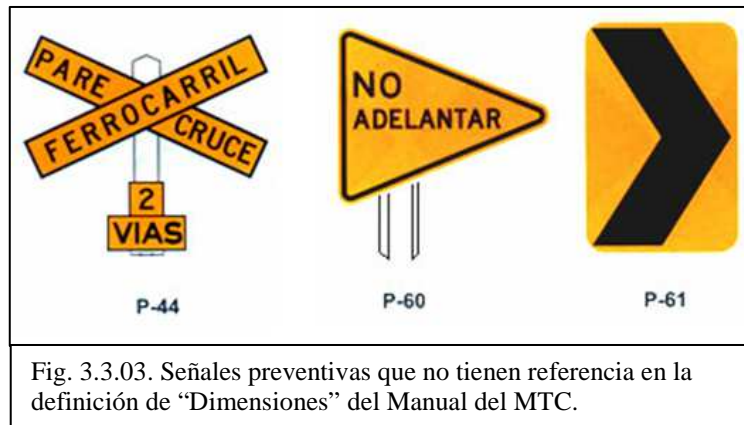 PARE
CRUCE
FERROCARRIL
2
VIAS
P-44
NO
ADELANTAR
P-60
P-61
Fig. 3.3.03. Señales preventivas que no tienen referencia en la
definición de “Dimensiones” del Manual del MTC.